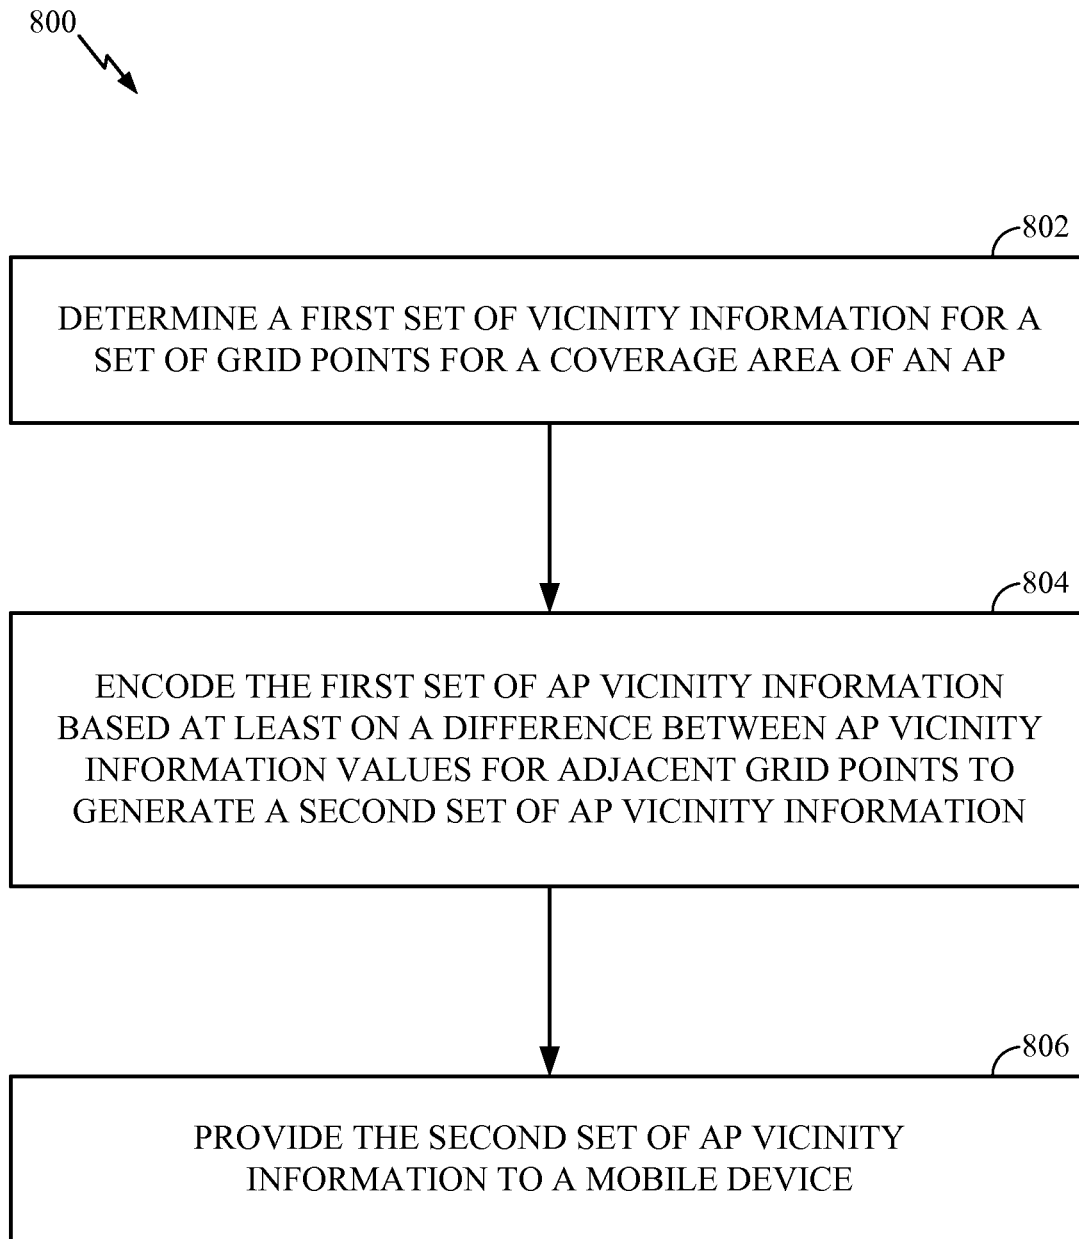 800
802
DETERMINE A FIRST SET OF VICINITY INFORMATION FOR A
SET OF GRID POINTS FOR A COVERAGE AREA OF AN AP
804
ENCODE THE FIRST SET OF AP VICINITY INFORMATION
BASED AT LEAST ON A DIFFERENCE BETWEEN AP VICINITY
INFORMATION VALUES FOR ADJACENT GRID POINTS TO
GENERATE A SECOND SET OF AP VICINITY INFORMATION
806
PROVIDE THE SECOND SET OF AP VICINITY
INFORMATION TO A MOBILE DEVICE